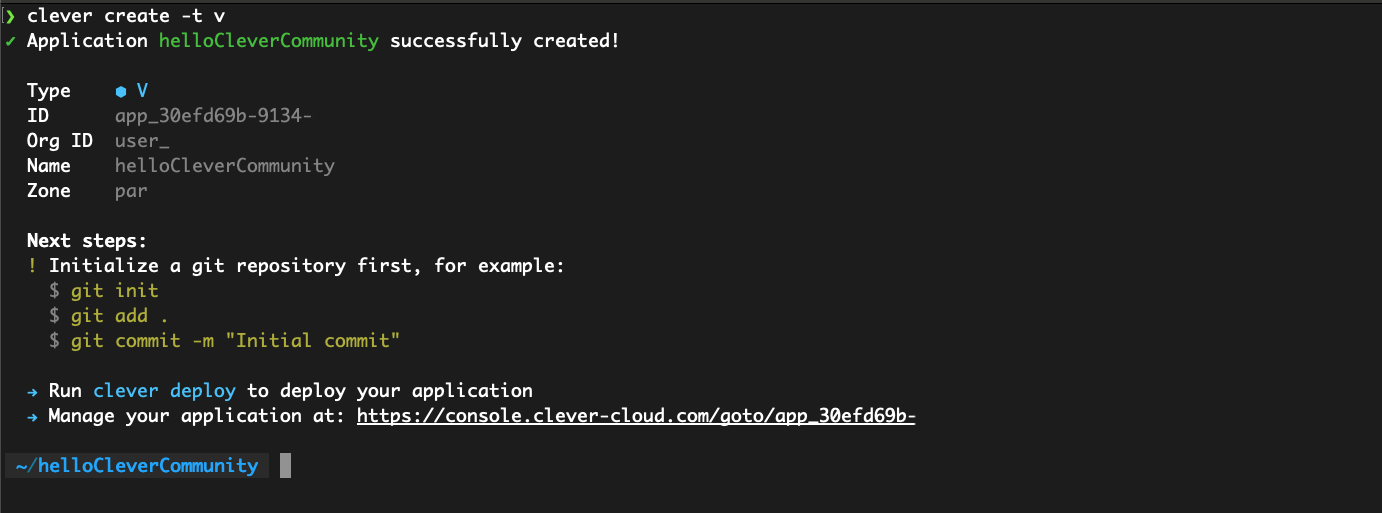 ❯ clever create -t v
✓ Application helloCleverCommunity successfully created!
Type ⬢ V
ID app_30efd69b-9134-
Org ID user_
Name helloCleverCommunity
Zone par
Next steps:
! Initialize a git repository first, for example:
$ git init
$ git add .
$ git commit -m "Initial commit"
→ Run clever deploy to deploy your application
→ Manage your application at: https://console.clever-cloud.com/goto/app_30efd69b-
~/helloCleverCommunity